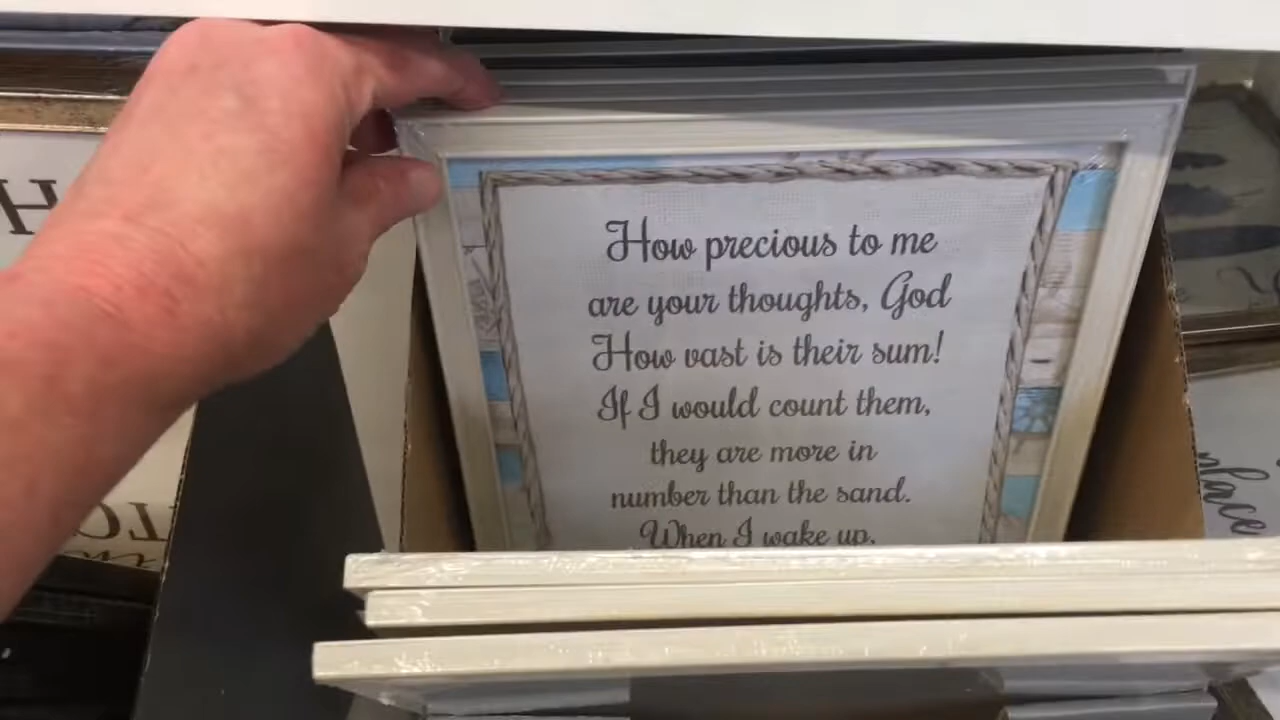 How precious to me
are your thoughts, God
How vast is their sum!
If I would count them,
they are more in
number than the sand.
When I wake up,
place